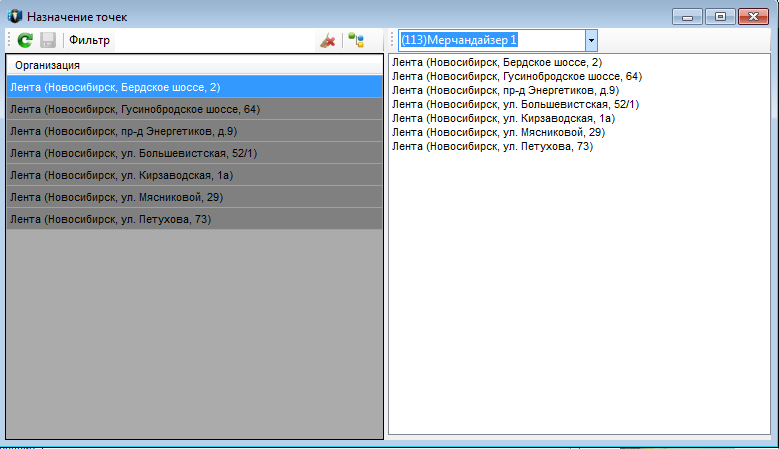 Назначение точек
Фильтр
(113)Мерчандайзер 1
Организация
Лента (Новосибирск, Бердское шоссе, 2)
Лента (Новосибирск, Гусинобродское шоссе, 64)
Лента (Новосибирск, пр-д Энергетиков, д.9)
Лента (Новосибирск, ул. Большевистская, 52/1)
Лента (Новосибирск, ул. Кирзаводская, 1а)
Лента (Новосибирск, ул. Мясниковой, 29)
Лента (Новосибирск, ул. Петухова, 73)
Лента (Новосибирск, Бердское шоссе, 2)
Лента (Новосибирск, Гусинобродское шоссе, 64)
Лента (Новосибирск, пр-д Энергетиков, д.9)
Лента (Новосибирск, ул. Большевистская, 52/1)
Лента (Новосибирск, ул. Кирзаводская, 1а)
Лента (Новосибирск, ул. Мясниковой, 29)
Лента (Новосибирск, ул. Петухова, 73)